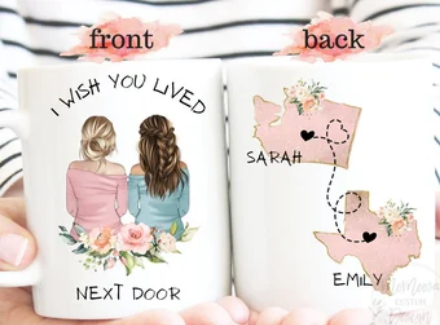 front
back
I WISH YOU LIVED
NEXT DOOR
SARAH
EMILY